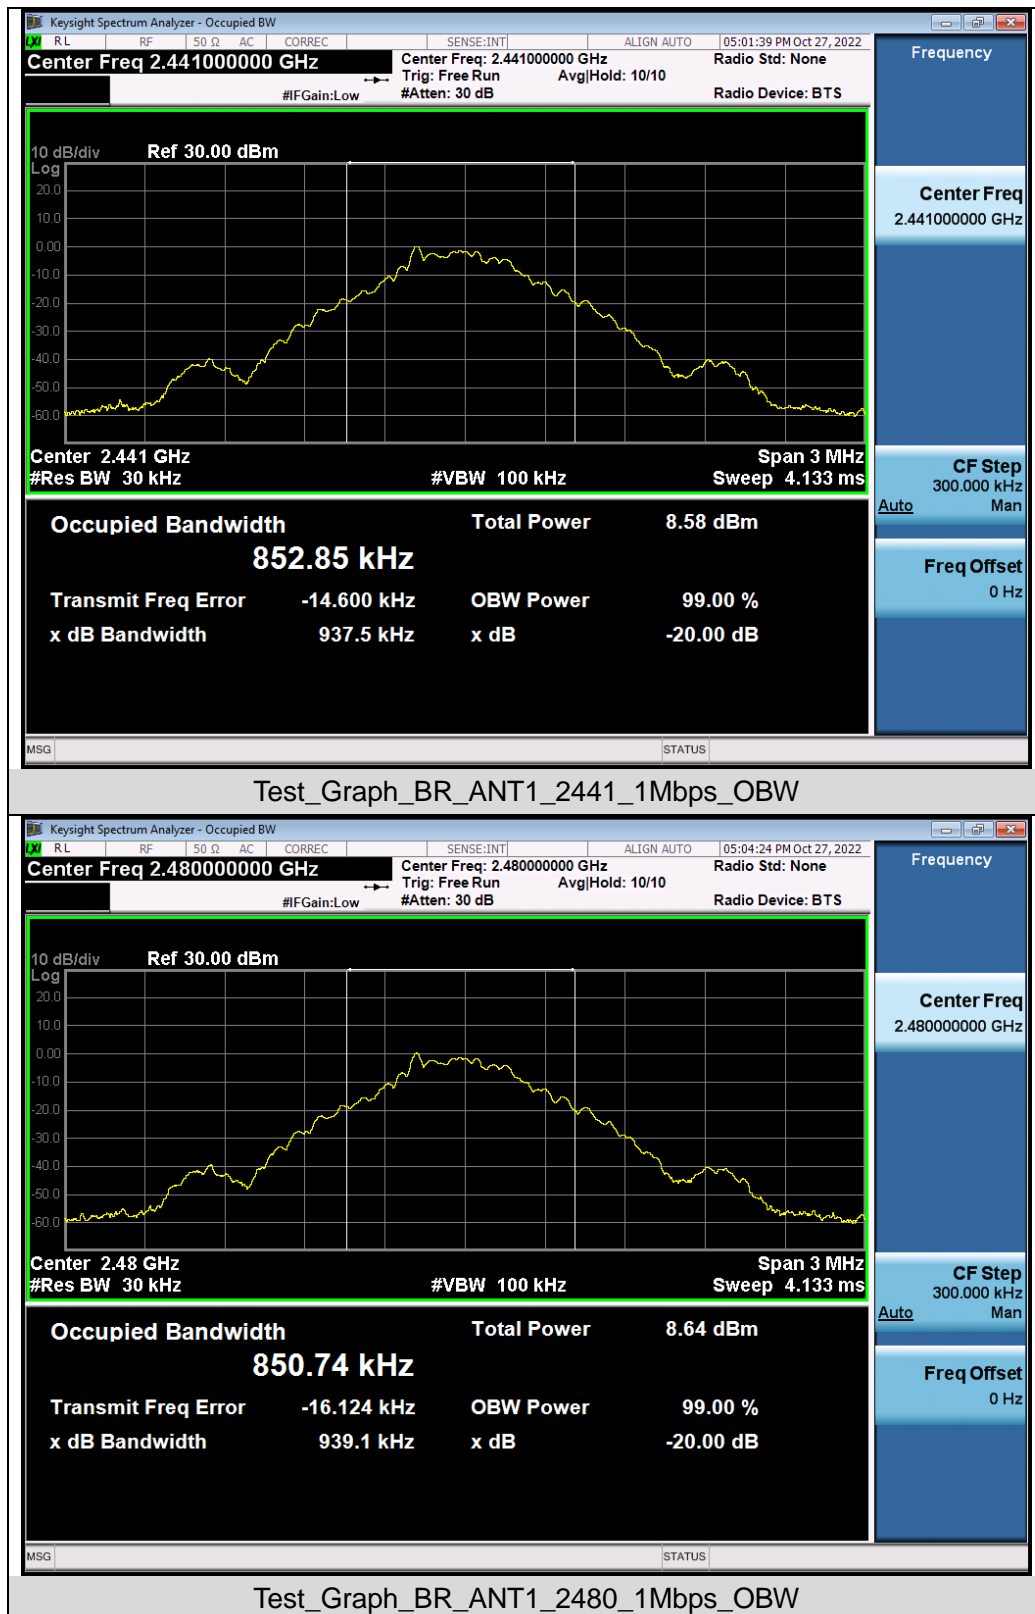 Keysight Spectrum Analyzer - Occupied BW
LXI RL RF 50 Ω AC CORREC SENSE:INT ALIGN AUTO 05:01:39 PM Oct 27, 2022
Center Freq 2.441000000 GHz
Center Freq: 2.441000000 GHz Radio Std: None
Trig: Free Run Avg|Hold: 10/10
#IFGain:Low #Atten: 30 dB Radio Device: BTS
Frequency
10 dB/div Ref 30.00 dBm
Log
20.0
10.0
0.00
-10.0
-20.0
-30.0
-40.0
-50.0
-60.0
Center 2.441 GHz Span 3 MHz
#Res BW 30 kHz #VBW 100 kHz Sweep 4.133 ms
Center Freq
2.441000000 GHz
CF Step
300.000 kHz
Auto Man
Freq Offset
0 Hz
Occupied Bandwidth Total Power 8.58 dBm
852.85 kHz
Transmit Freq Error -14.600 kHz OBW Power 99.00 %
x dB Bandwidth 937.5 kHz x dB -20.00 dB
MSG STATUS
Test_Graph_BR_ANT1_2441_1Mbps_OBW
Keysight Spectrum Analyzer - Occupied BW
LXI RL RF 50 Ω AC CORREC SENSE:INT ALIGN AUTO 05:04:24 PM Oct 27, 2022
Center Freq 2.480000000 GHz
Center Freq: 2.480000000 GHz Radio Std: None
Trig: Free Run Avg|Hold: 10/10
#IFGain:Low #Atten: 30 dB Radio Device: BTS
Frequency
10 dB/div Ref 30.00 dBm
Log
20.0
10.0
0.00
-10.0
-20.0
-30.0
-40.0
-50.0
-60.0
Center 2.48 GHz Span 3 MHz
#Res BW 30 kHz #VBW 100 kHz Sweep 4.133 ms
Center Freq
2.480000000 GHz
CF Step
300.000 kHz
Auto Man
Freq Offset
0 Hz
Occupied Bandwidth Total Power 8.64 dBm
850.74 kHz
Transmit Freq Error -16.124 kHz OBW Power 99.00 %
x dB Bandwidth 939.1 kHz x dB -20.00 dB
MSG STATUS
Test_Graph_BR_ANT1_2480_1Mbps_OBW